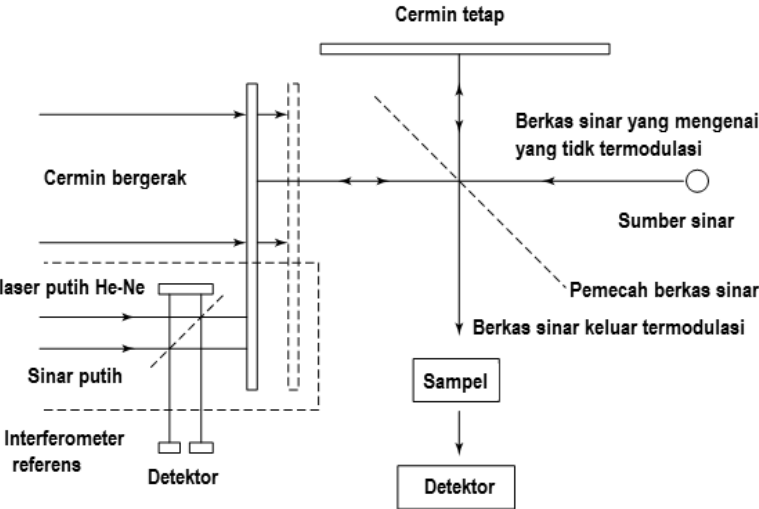 Cermin tetap
Berkas sinar yang mengenai
yang tidk termodulasi
Cermin bergerak
Sumber sinar
laser putih He-Ne
Pemecah berkas sinar
Berkas sinar keluar termodulasi
Sinar putih
Sampel
Interferometer
referens
Detektor
Detektor